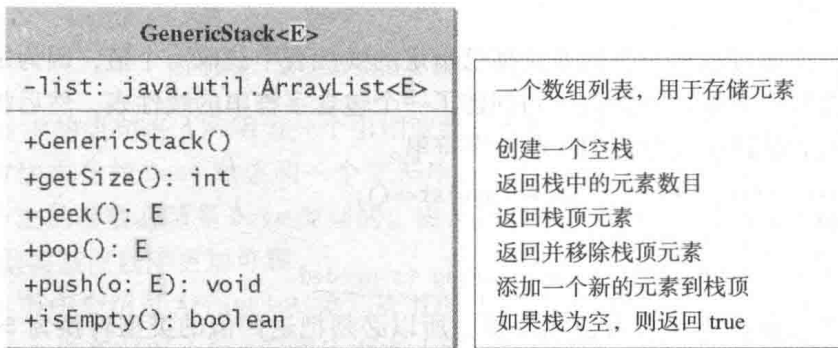 GenericStack<E>
-list: java.util.ArrayList<E>
一个数组列表，用于存储元素
+GenericStack()
创建一个空栈
+getSize(): int
返回栈中的元素数目
+peek(): E
返回栈顶元素
+pop(): E
返回并移除栈顶元素
+push(o: E): void
添加一个新的元素到栈顶
+isEmpty(): boolean
如果栈为空，则返回 true